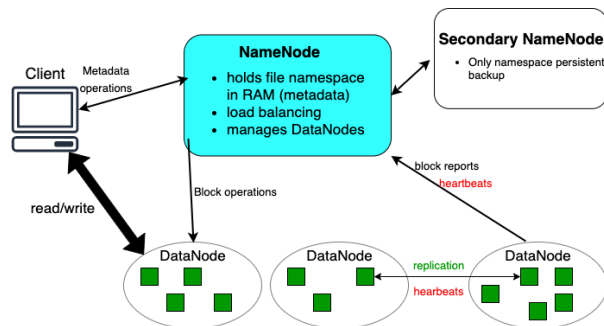 NameNode
• holds file namespace
in RAM (metadata)
• load balancing
• manages DataNodes
Secondary NameNode
• Only namespace persistent
backup
Client
Metadata
operations
block reports
heartbeats
Block operations
read/write
DataNode
DataNode
DataNode
replication
hearbeats